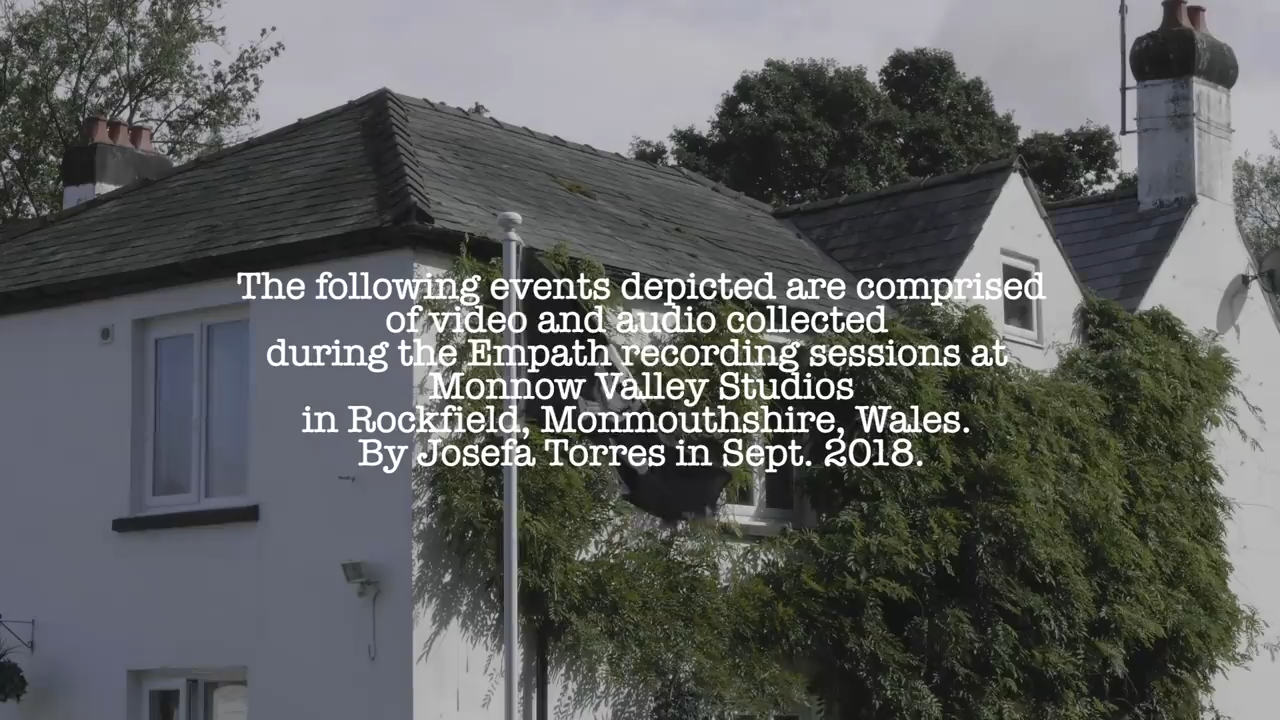 The following events depicted are comprised
of video and audio collected
during the Empath recording sessions at
Monnow Valley Studios
in Rockfield, Monmouthshire, Wales.
By Josefa Torres in Sept. 2018.